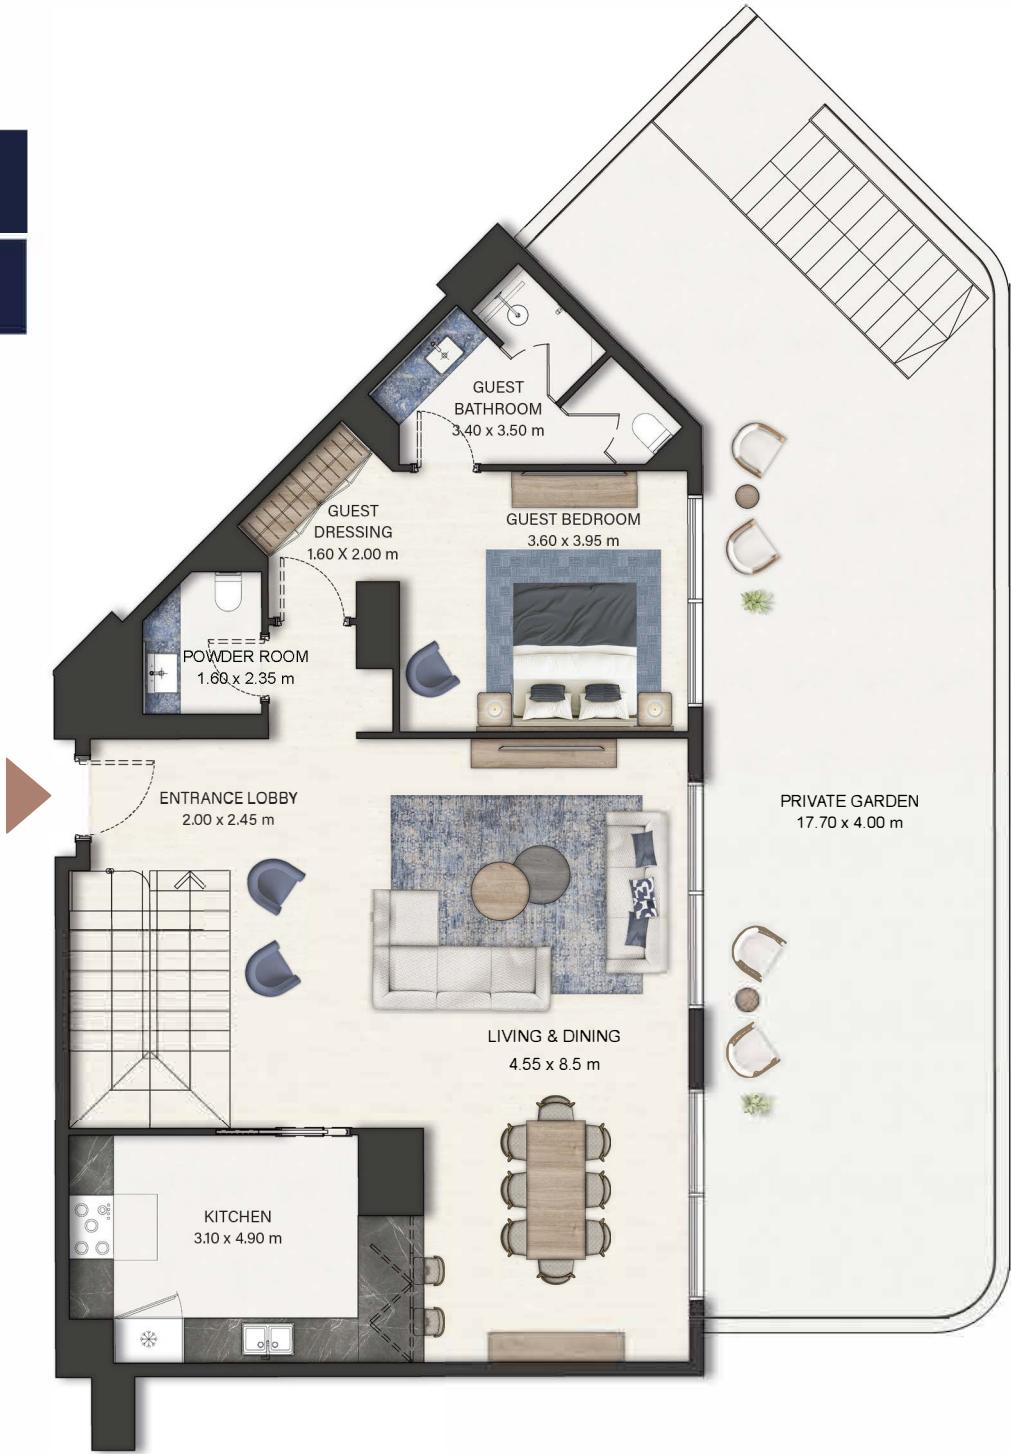 GUEST
BATHROOM
3.40 x 3.50 m
GUEST
DRESSING
1.60 X 2.00 m
GUEST BEDROOM
3.60 x 3.95 m
POWDER ROOM
1.60 x 2.35 m
ENTRANCE LOBBY
2.00 x 2.45 m
PRIVATE GARDEN
17.70 x 4.00 m
LIVING & DINING
4.55 x 8.5 m
KITCHEN
3.10 x 4.90 m